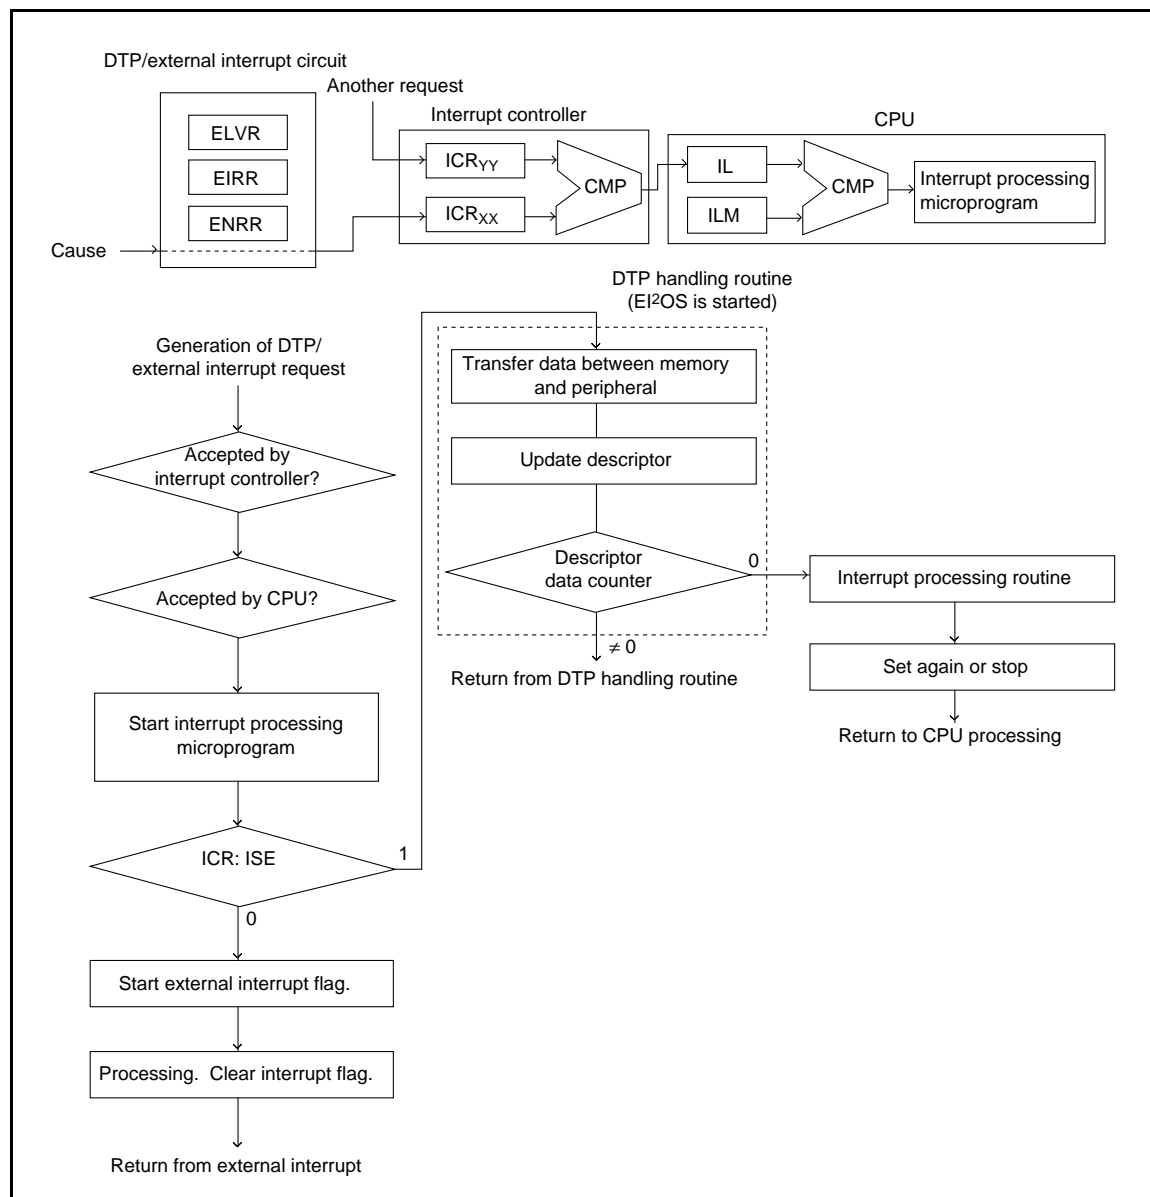 DTP/external interrupt circuit
Another request
Interrupt controller
CPU
ELVR
EIRR
ENRR
Cause
ICRYY
ICRXX
CMP
IL
ILM
CMP
Interrupt processing
microprogram
DTP handling routine
(EI2OS is started)
Generation of DTP/
external interrupt request
Accepted by
interrupt controller?
Accepted by CPU?
Start interrupt processing
microprogram
ICR: ISE
1
0
Start external interrupt flag.
Processing.  Clear interrupt flag.
Return from external interrupt
Transfer data between memory
and peripheral
Update descriptor
Descriptor
data counter
0
≠ 0
Return from DTP handling routine
Interrupt processing routine
Set again or stop
Return to CPU processing